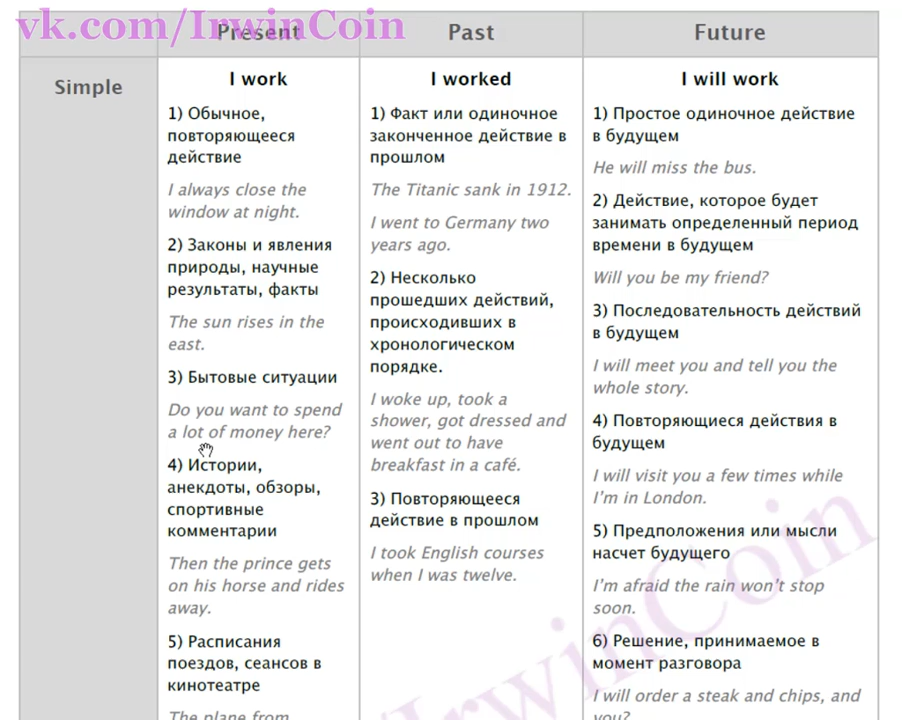 vk.com/IrwinCoin
Present
Past
Future
Simple
I work
1) Обычное,
повторяющееся
действие
I always close the
window at night.
2) Законы и явления
природы, научные
результаты, факты
The sun rises in the
east.
3) Бытовые ситуации
Do you want to spend
a lot of money here?
4) Истории,
анекдоты, обзоры,
спортивные
комментарии
Then the prince gets
on his horse and rides
away.
5) Расписания
поездов, сеансов в
кинотеатре
The plane from
I worked
1) Факт или одиночное
законченное действие в
прошлом
The Titanic sank in 1912.
I went to Germany two
years ago.
2) Несколько
прошедших действий,
происходивших в
хронологическом
порядке.
I woke up, took a
shower, got dressed and
went out to have
breakfast in a café.
3) Повторяющееся
действие в прошлом
I took English courses
when I was twelve.
I will work
1) Простое одиночное действие
в будущем
He will miss the bus.
2) Действие, которое будет
занимать определенный период
времени в будущем
Will you be my friend?
3) Последовательность действий
в будущем
I will meet you and tell you the
whole story.
4) Повторяющиеся действия в
будущем
I will visit you a few times while
I’m in London.
5) Предположения или мысли
насчет будущего
I’m afraid the rain won’t stop
soon.
6) Решение, принимаемое в
момент разговора
I will order a steak and chips, and
you?
/IrwinCoin